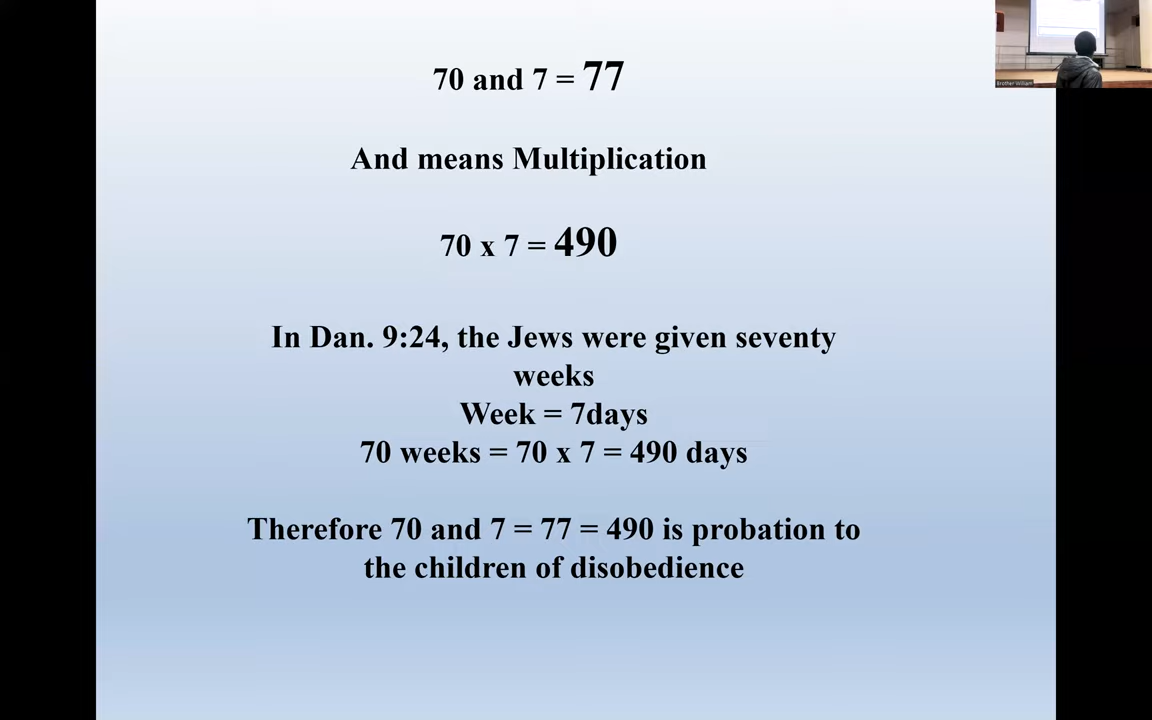 70 and 7 = 77
And means Multiplication
70 x 7 = 490
In Dan. 9:24, the Jews were given seventy
weeks
Week = 7days
70 weeks = 70 x 7 = 490 days
Therefore 70 and 7 = 77 = 490 is probation to
the children of disobedience
Brother William